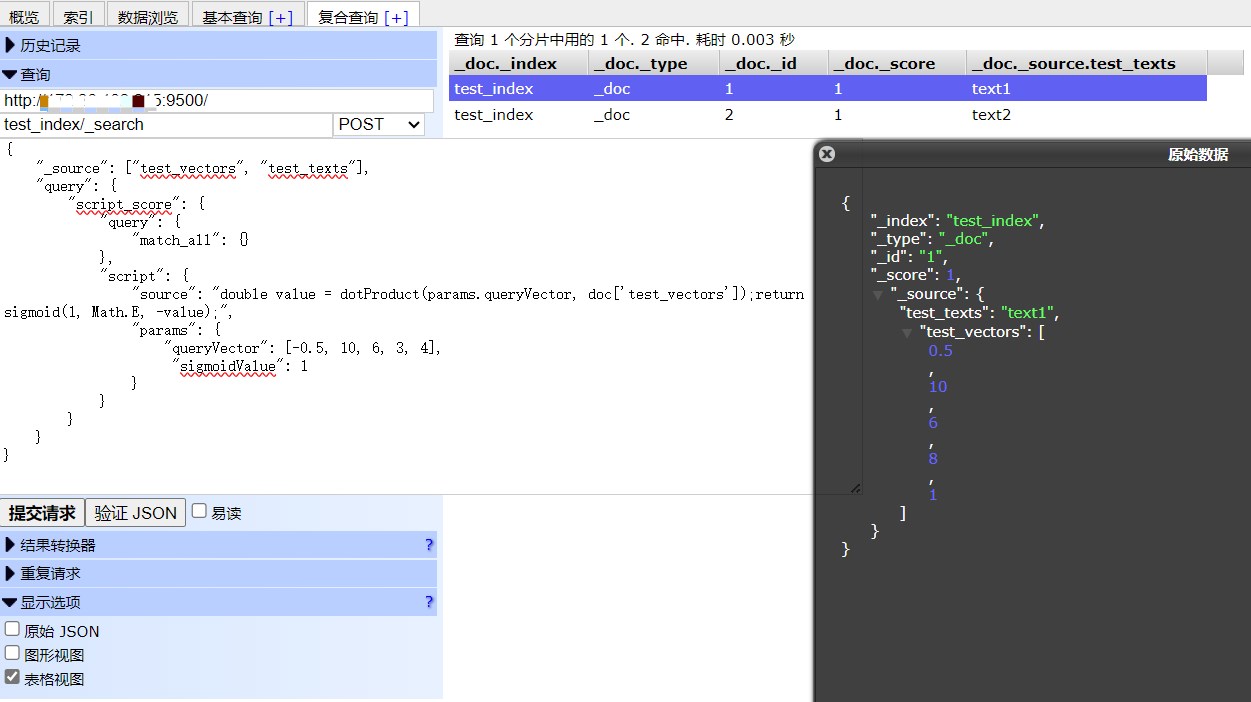 概览 索引 数据浏览 基本查询 [+] 复合查询 [+]
历史记录
查询
http:/ 5:9500/
test_index/_search POST
查询 1 个分片中用的 1 个. 2 命中. 耗时 0.003 秒
_doc._index _doc._type _doc._id _doc._score _doc._source.test_texts
test_index _doc 1 1 text1
test_index _doc 2 1 text2
{
"_source": ["test_vectors", "test_texts"],
"query": {
"script_score": {
"query": {
"match_all": {}
},
"script": {
"source": "double value = dotProduct(params.queryVector, doc['test_vectors']);return
sigmoid(1, Math.E, -value);",
"params": {
"queryVector": [-0.5, 10, 6, 3, 4],
"sigmoidValue": 1
}
}
}
}
}
原始数据
{
"_index": "test_index",
"_type": "_doc",
"_id": "1",
"_score": 1,
"_source": {
"test_texts": "text1",
"test_vectors": [
0.5
,
10
,
6
,
8
,
1
]
}
}
提交请求 验证 JSON 易读
结果转换器 ?
重复请求
显示选项 ?
原始 JSON
图形视图
表格视图